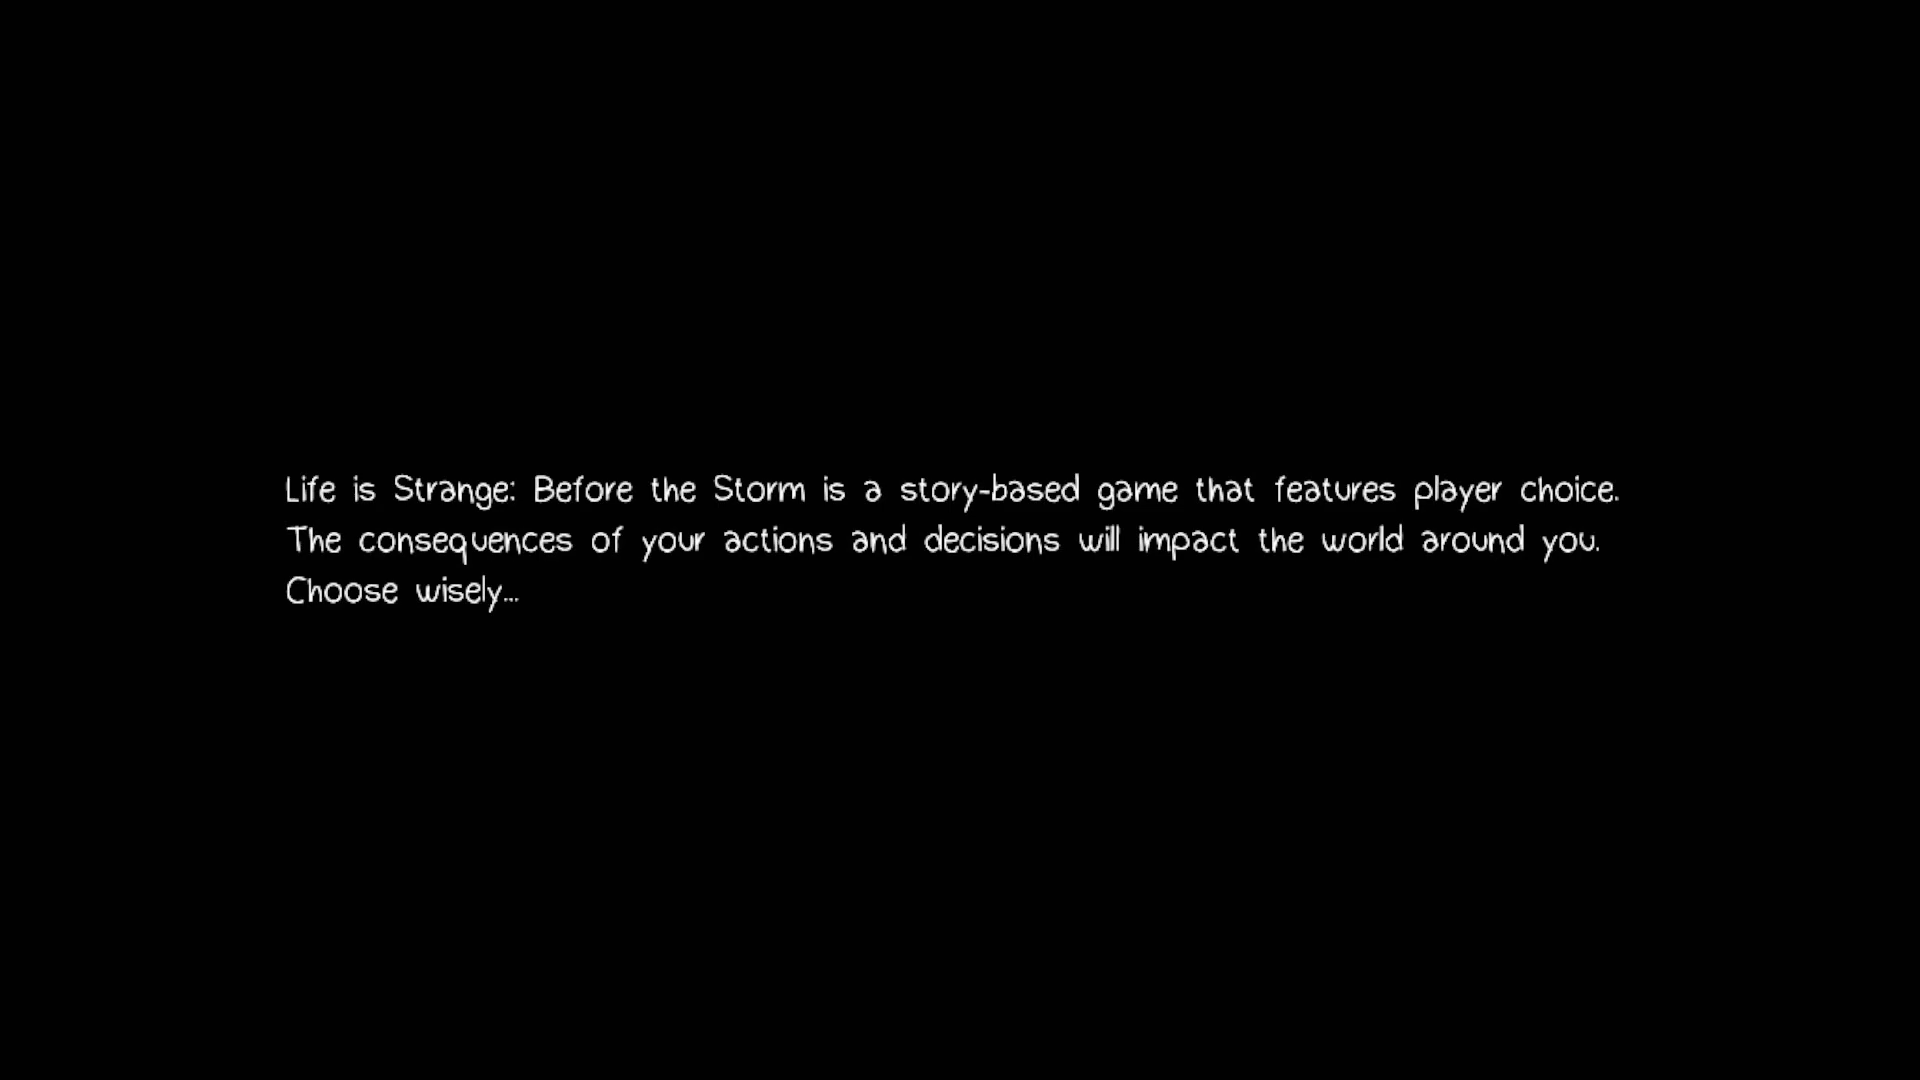 Life is Strange: Before the Storm is a story-based game that features player choice.
The consequences of your actions and decisions will impact the world around you.
Choose wisely...